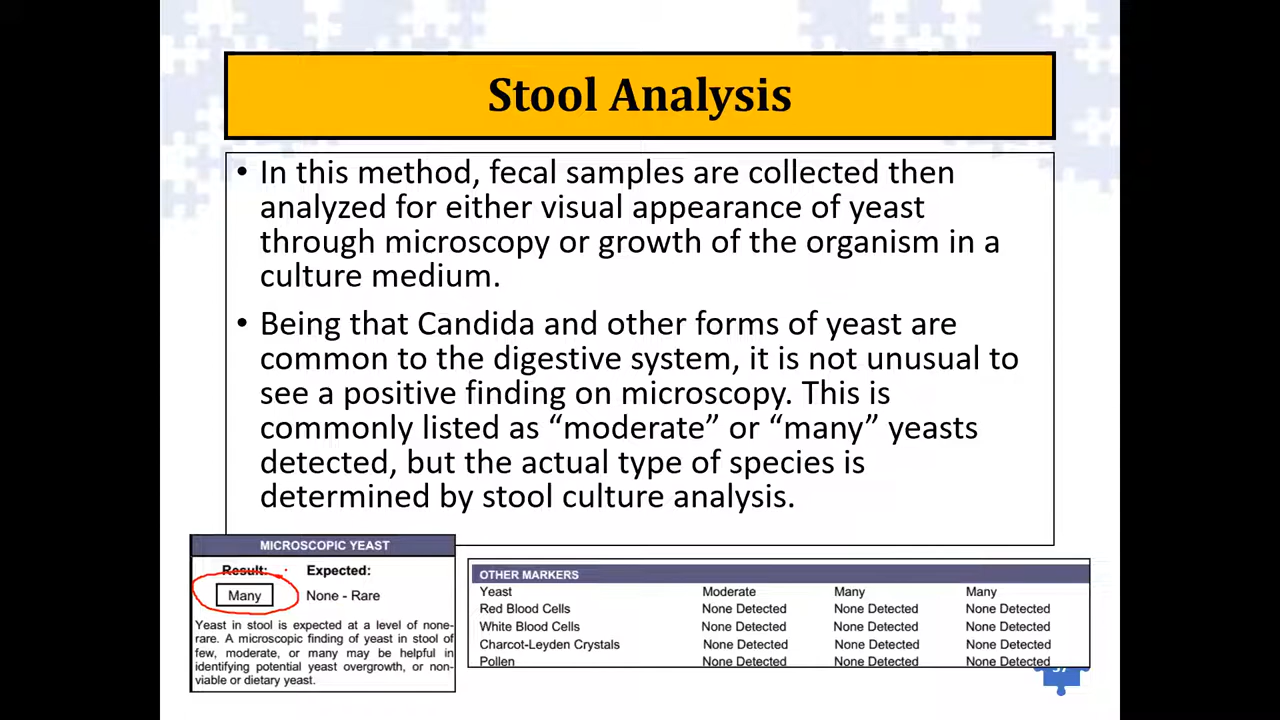 Stool Analysis
• In this method, fecal samples are collected then
analyzed for either visual appearance of yeast
through microscopy or growth of the organism in a
culture medium.
• Being that Candida and other forms of yeast are
common to the digestive system, it is not unusual to
see a positive finding on microscopy. This is
commonly listed as “moderate” or “many” yeasts
detected, but the actual type of species is
determined by stool culture analysis.
MICROSCOPIC YEAST
Result: Expected:
Many None - Rare
Yeast in stool is expected at a level of none-
rare. A microscopic finding of yeast in stool of
few, moderate, or many may be helpful in
identifying potential yeast overgrowth, or non-
viable or dietary yeast.
OTHER MARKERS
Yeast Moderate Many Many
Red Blood Cells None Detected None Detected None Detected
White Blood Cells None Detected None Detected None Detected
Charcot-Leyden Crystals None Detected None Detected None Detected
Pollen None Detected None Detected None Detected